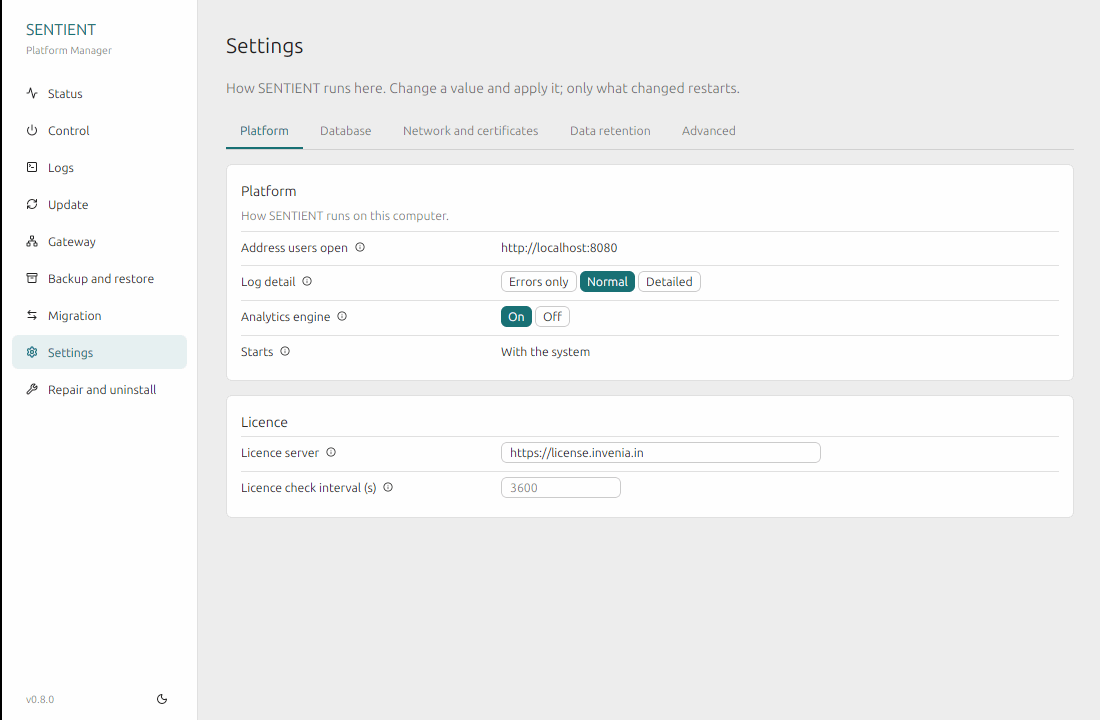 SENTIENT
Platform Manager
Status
Control
Logs
Update
Gateway
Backup and restore
Migration
Settings
Repair and uninstall
v0.8.0
Settings
How SENTIENT runs here. Change a value and apply it; only what changed restarts.
Platform Database Network and certificates Data retention Advanced
Platform
How SENTIENT runs on this computer.
Address users open http://localhost:8080
Log detail Errors only Normal Detailed
Analytics engine On Off
Starts With the system
Licence
Licence server https://license.invenia.in
Licence check interval (s) 3600